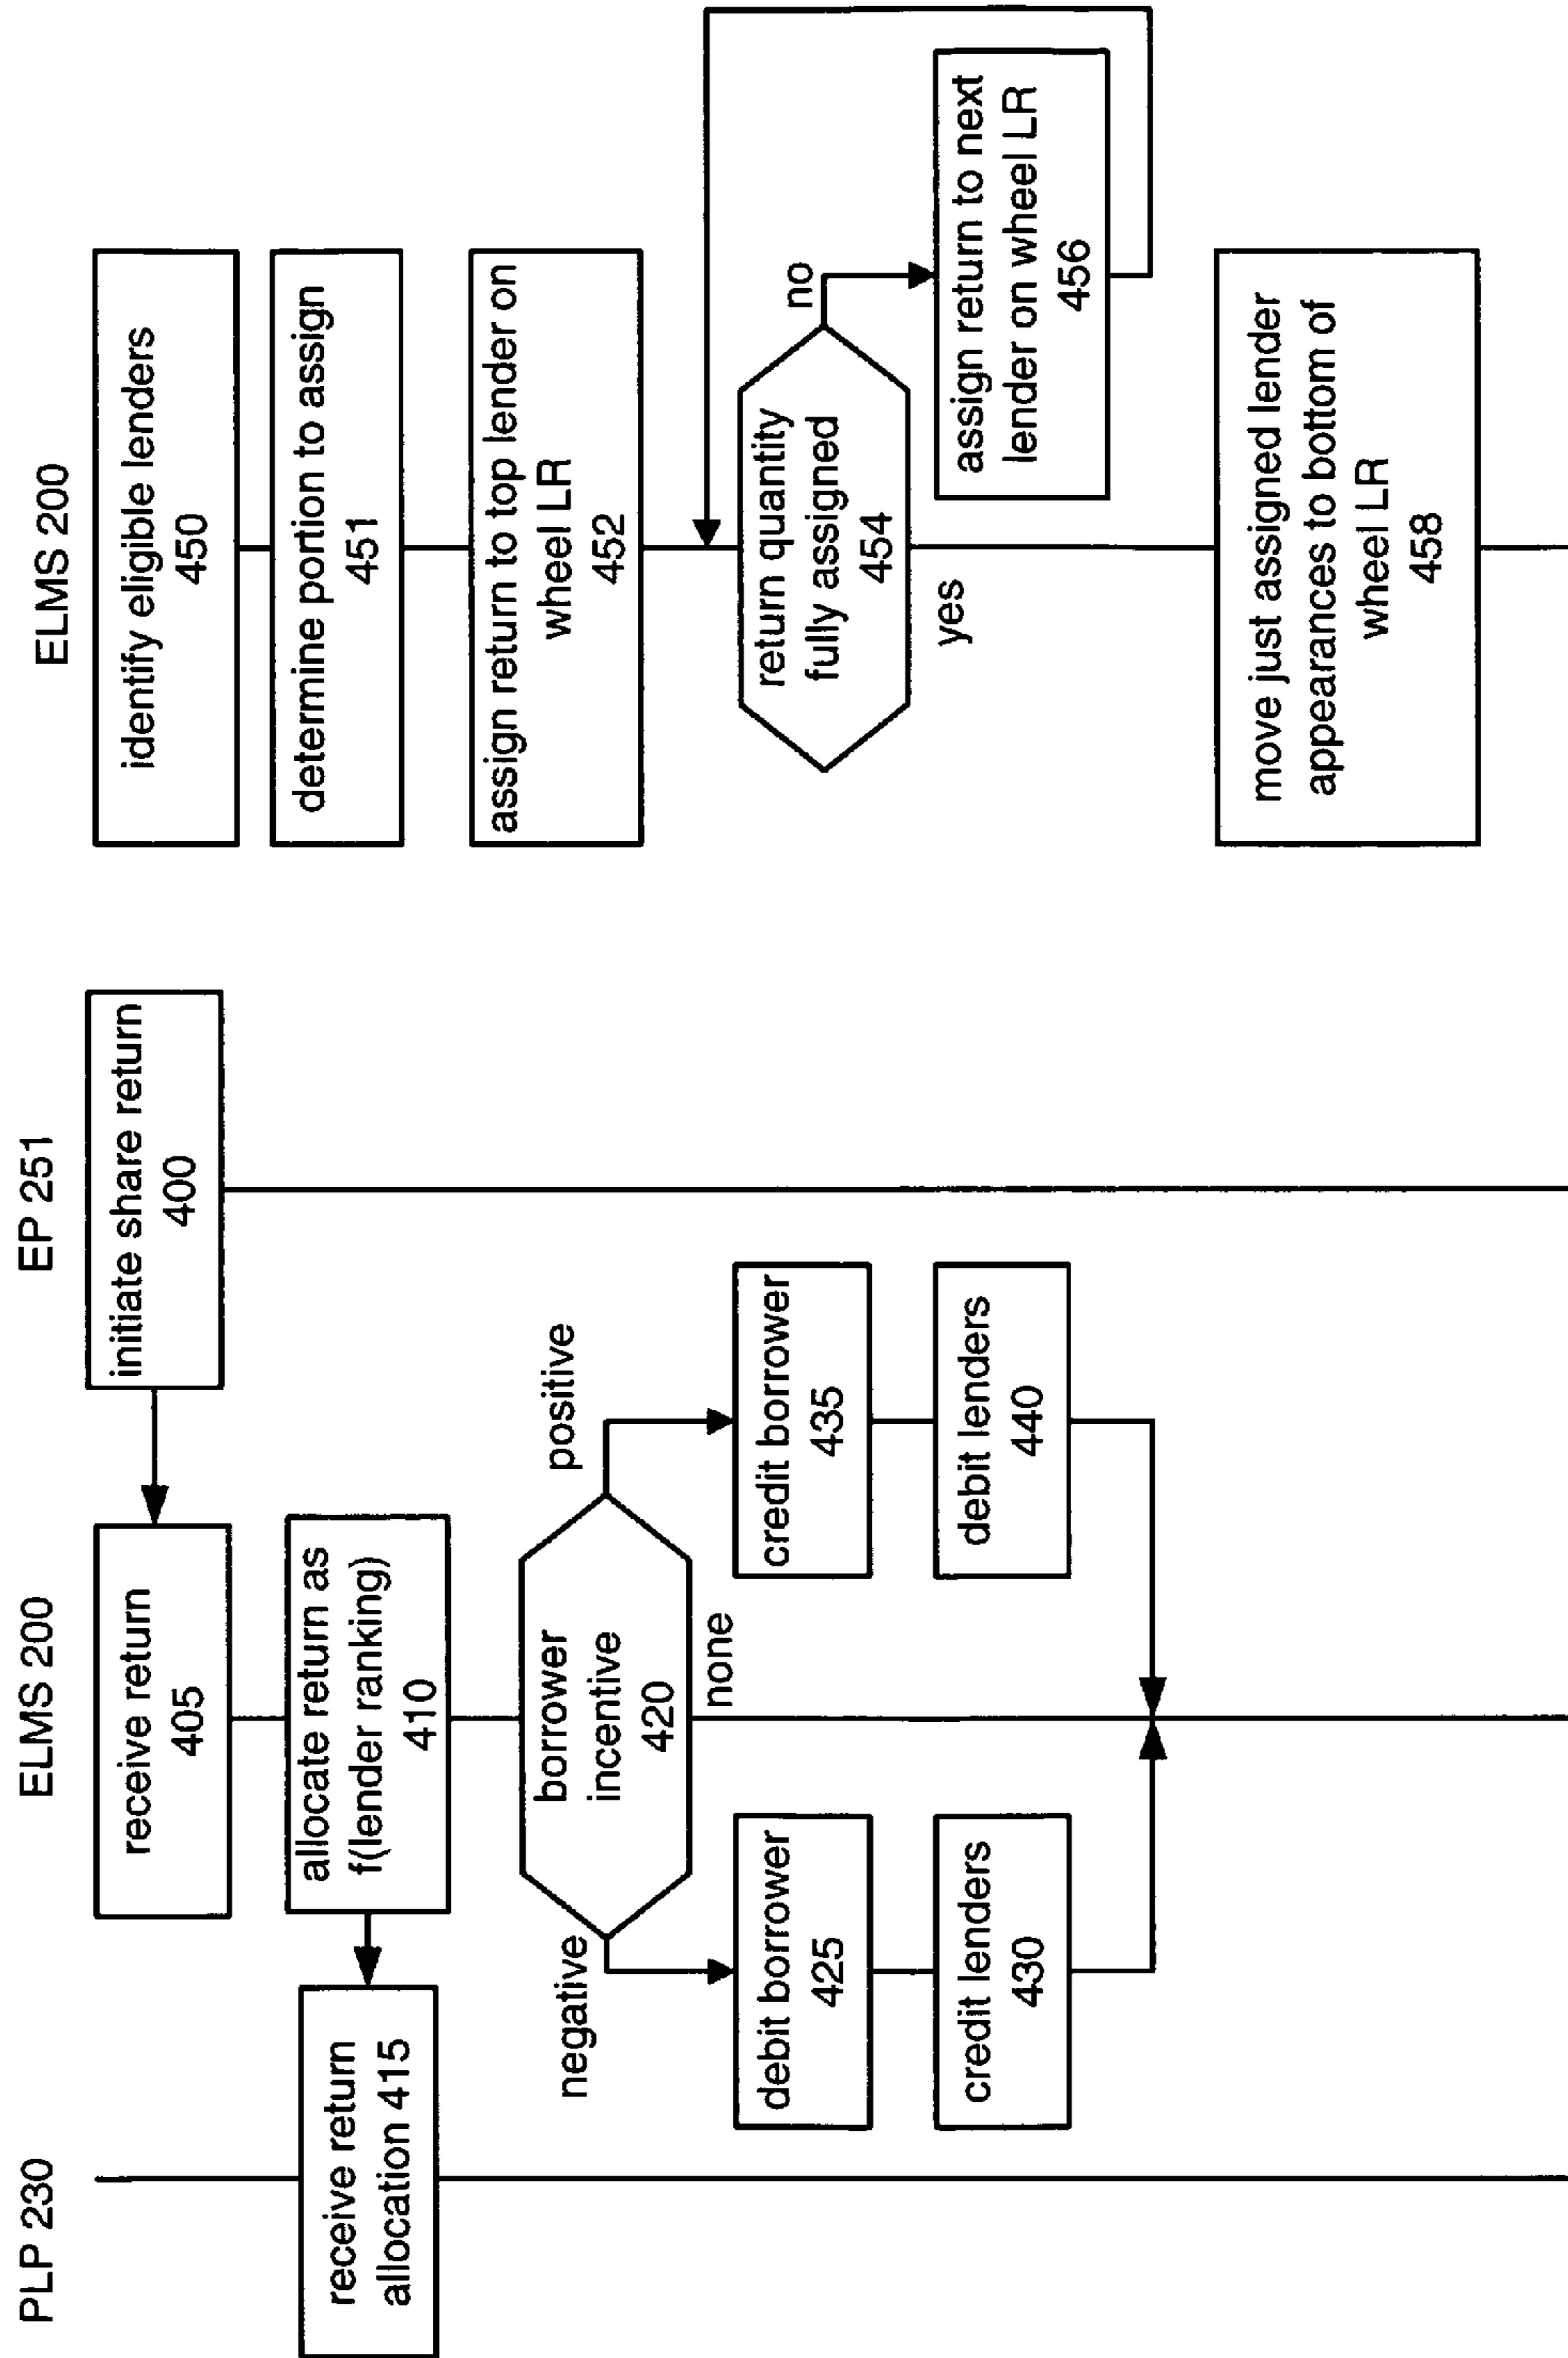 PLP 230
ELMS 200
EP 251
initiate share return
400
receive return
405
allocate return as
f(lender ranking)
410
receive return
allocation 415
borrower
incentive
420
negative
none
positive
debit borrower
425
credit lenders
430
credit borrower
435
debit lenders
440
ELMS 200
identify eligible lenders
450
determine portion to assign
451
assign return to top lender on
wheel LR
452
return quantity
fully assigned
454
no
yes
assign return to next
lender on wheel LR
456
move just assigned lender
appearances to bottom of
wheel LR
458